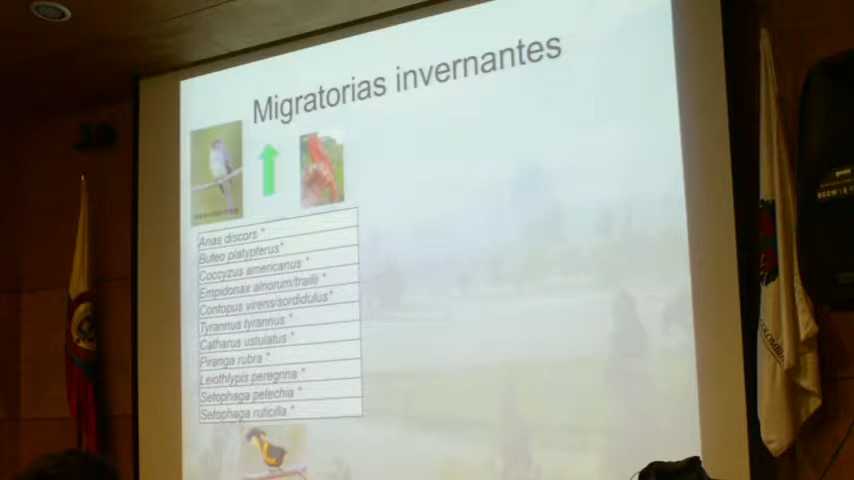 Migratorias invernantes
Anas discors *
Buteo platypterus*
Coccyzus americanus *
Empidonax alnorum/traillii *
Contopus virens/sordidulus*
Tyrannus tyrannus *
Catharus ustulatus *
Piranga rubra *
Leiothlypis peregrina *
Setophaga petechia *
Setophaga ruticilla *